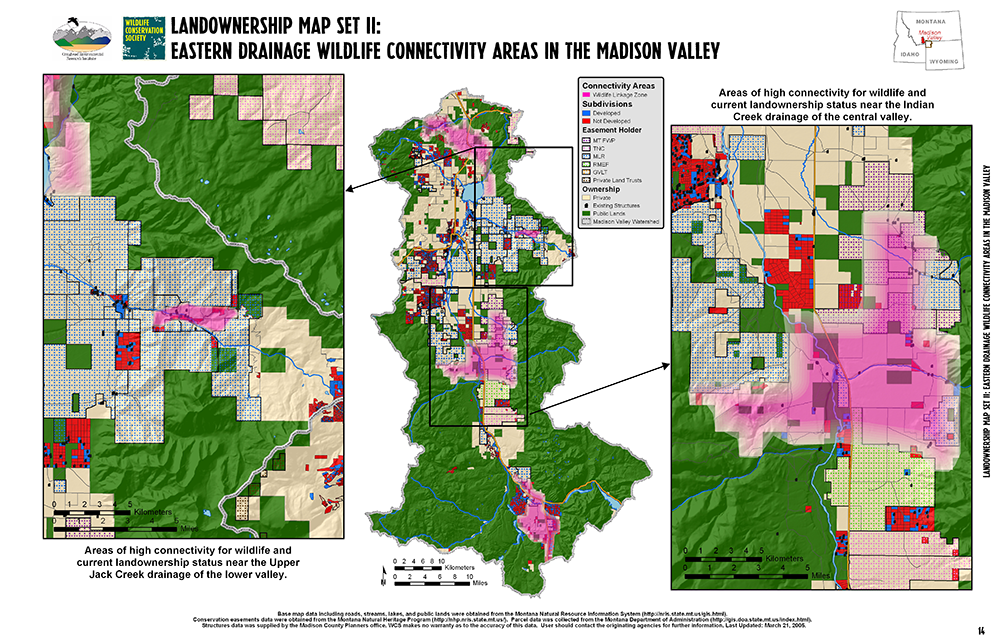 WILDLIFE
CONSERVATION
SOCIETY
LANDOWNERSHIP MAP SET II:
EASTERN DRAINAGE WILDLIFE CONNECTIVITY AREAS IN THE MADISON VALLEY
MONTANA
Madison
Valley
IDAHO
WYOMING
Connectivity Areas
Wildlife Linkage Zone
Subdivisions
Developed
Not Developed
Easement Holder
MT FWP
TNC
MLR
RMEF
GVLT
Private Land Trusts
Ownership
Private
Existing Structures
Public Lands
Madison Valley Watershed
Areas of high connectivity for wildlife and
current landownership status near the Indian
Creek drainage of the central valley.
0 1 2 3 4 5
Kilometers
0 1 2 3 4 5
Miles
Areas of high connectivity for wildlife and
current landownership status near the Upper
Jack Creek drainage of the lower valley.
N
0 2 4 6 8 10
Kilometers
0 2 4 6 8 10
Miles
0 1 2 3 4 5
Kilometers
0 1 2 3 4 5
Miles
LANDOWNERSHIP MAP SET II: EASTERN DRAINAGE WILDLIFE CONNECTIVITY AREAS IN THE MADISON VALLEY
Base map data including roads, streams, lakes, and public lands were obtained from the Montana Natural Resource Information System (http://nris.state.mt.us/gis.html).
Conservation easements data were obtained from the Montana Natural Heritage Program (http://nhp.nris.state.mt.us/). Parcel data was collected from the Montana Department of Administration (http://gis.doa.state.mt.us/index.html).
Structures data was supplied by the Madison County Planners office. WCS makes no warranty as to the accuracy of this data. User should contact the originating agencies for further information. Last Updated: March 21, 2005.
14